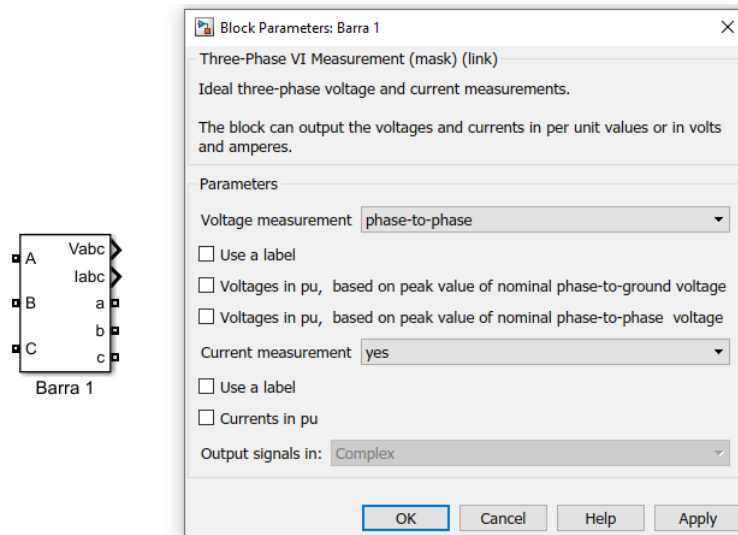 Block Parameters: Barra 1
Three-Phase VI Measurement (mask) (link)
Ideal three-phase voltage and current measurements.
The block can output the voltages and currents in per unit values or in volts
and amperes.
Parameters
Voltage measurement phase-to-phase
Use a label
Voltages in pu, based on peak value of nominal phase-to-ground voltage
Voltages in pu, based on peak value of nominal phase-to-phase voltage
Current measurement yes
Use a label
Currents in pu
Output signals in: Complex
OK Cancel Help Apply
A Vabc
Iabc
B a
b
C c
Barra 1